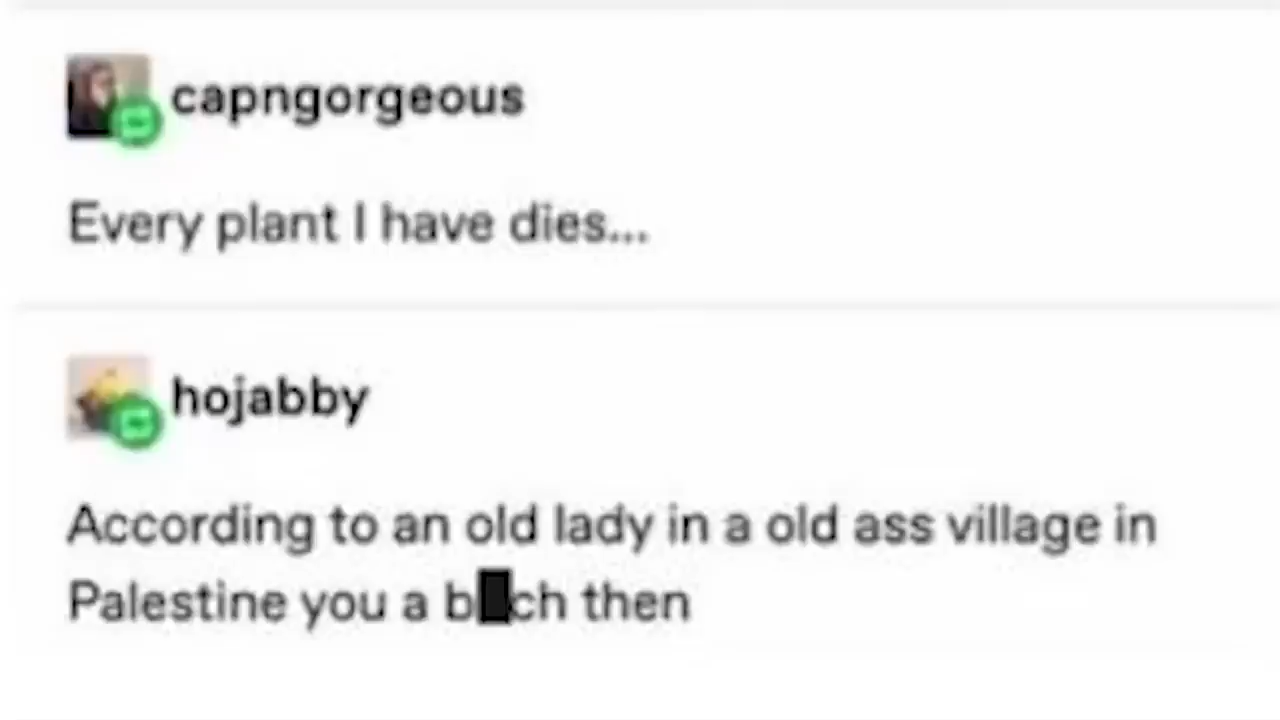 capngorgeous
Every plant I have dies...
hojabby
According to an old lady in a old ass village in
Palestine you a b█ch then